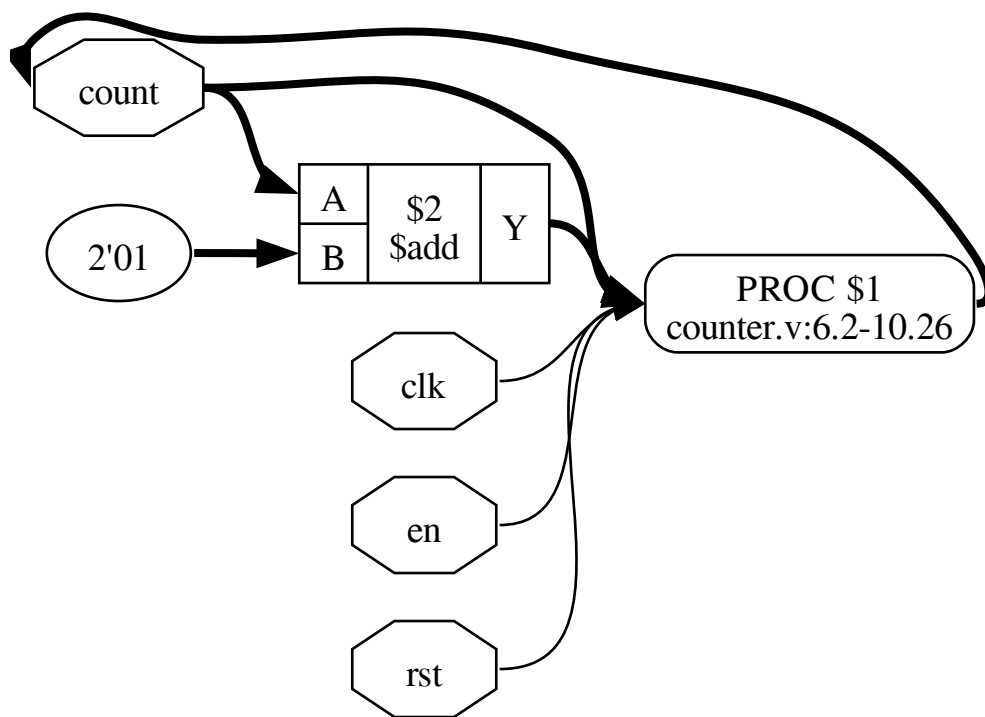 count
A
$2
$add
Y
2'01
B
PROC $1
counter.v:6.2-10.26
clk
en
rst